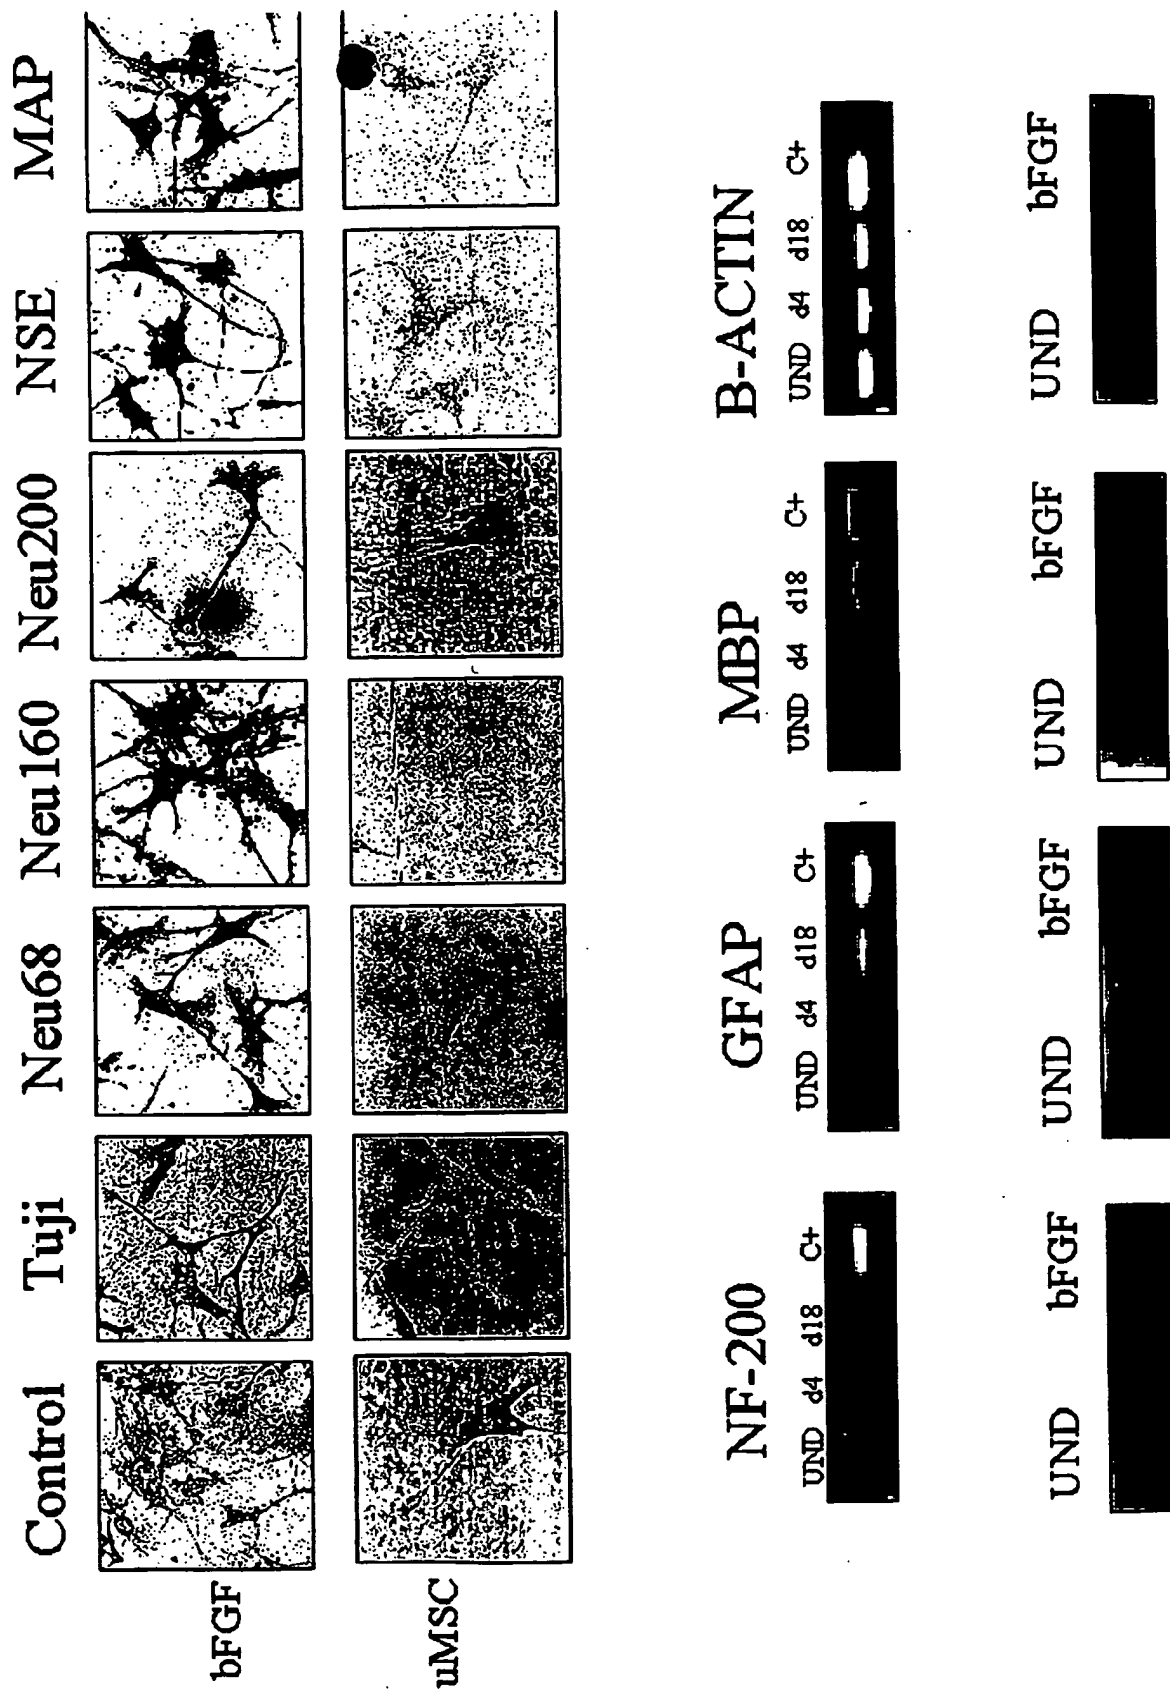 Control Tuji Neu68 Neu160 Neu200 NSE MAP
bFGF
uMSC
NF-200 GFAP MBP B-ACTIN
UND d4 d18 C+ UND d4 d18 C+ UND d4 d18 C+ UND d4 d18 C+
UND bFGF UND bFGF UND bFGF UND bFGF